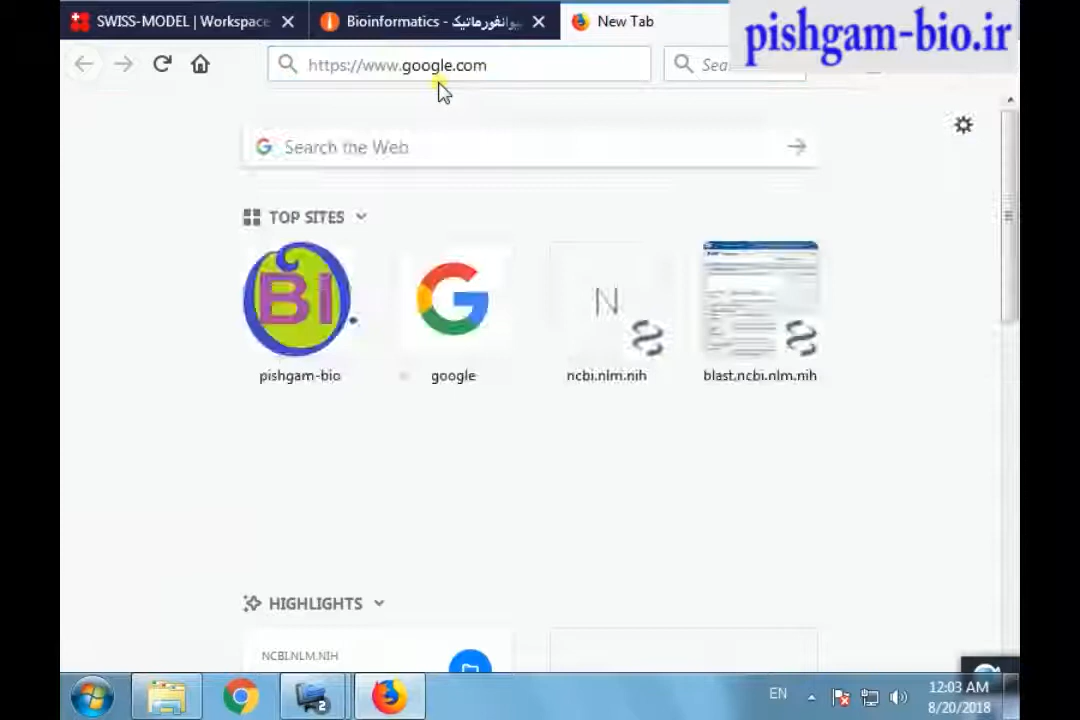 SWISS-MODEL | Workspace
Bioinformatics - بیوانفورماتیک
New Tab
pishgam-bio.ir
https://www.google.com
Sea
Search the Web
TOP SITES
BI
pishgam-bio
google
N
ncbi.nlm.nih
blast.ncbi.nlm.nih
HIGHLIGHTS
NCBI.NLM.NIH
2
EN
12:03 AM
8/20/2018